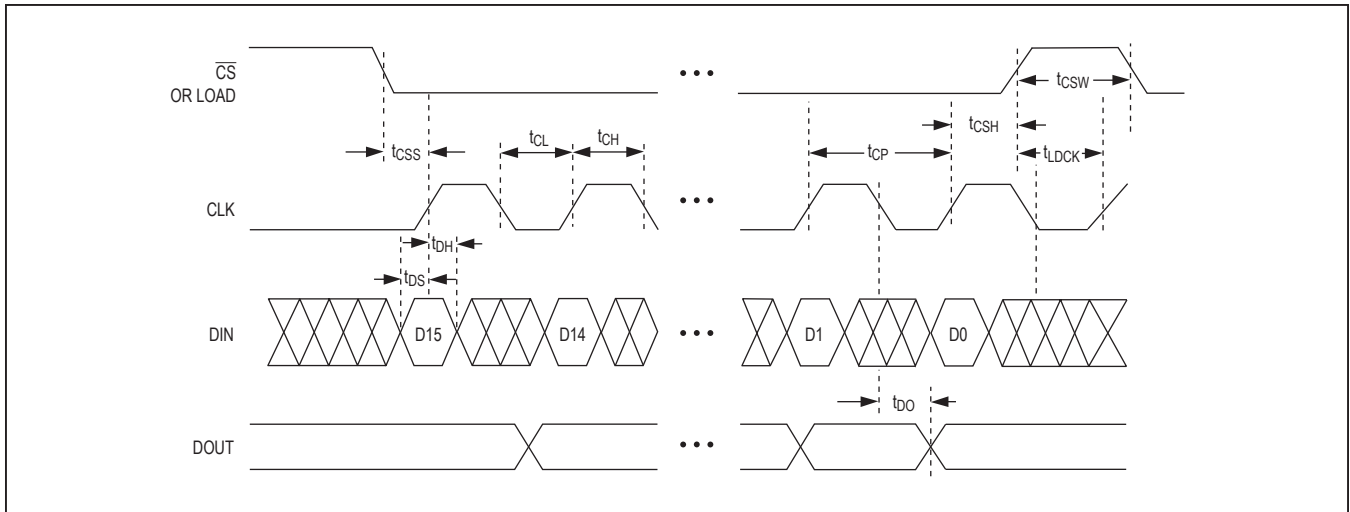 CS
OR LOAD
tCSW
tCSH
tCSS
tCL
tCH
tCP
tLDCK
CLK
tDH
tDS
DIN
D15
D14
D1
D0
tDO
DOUT